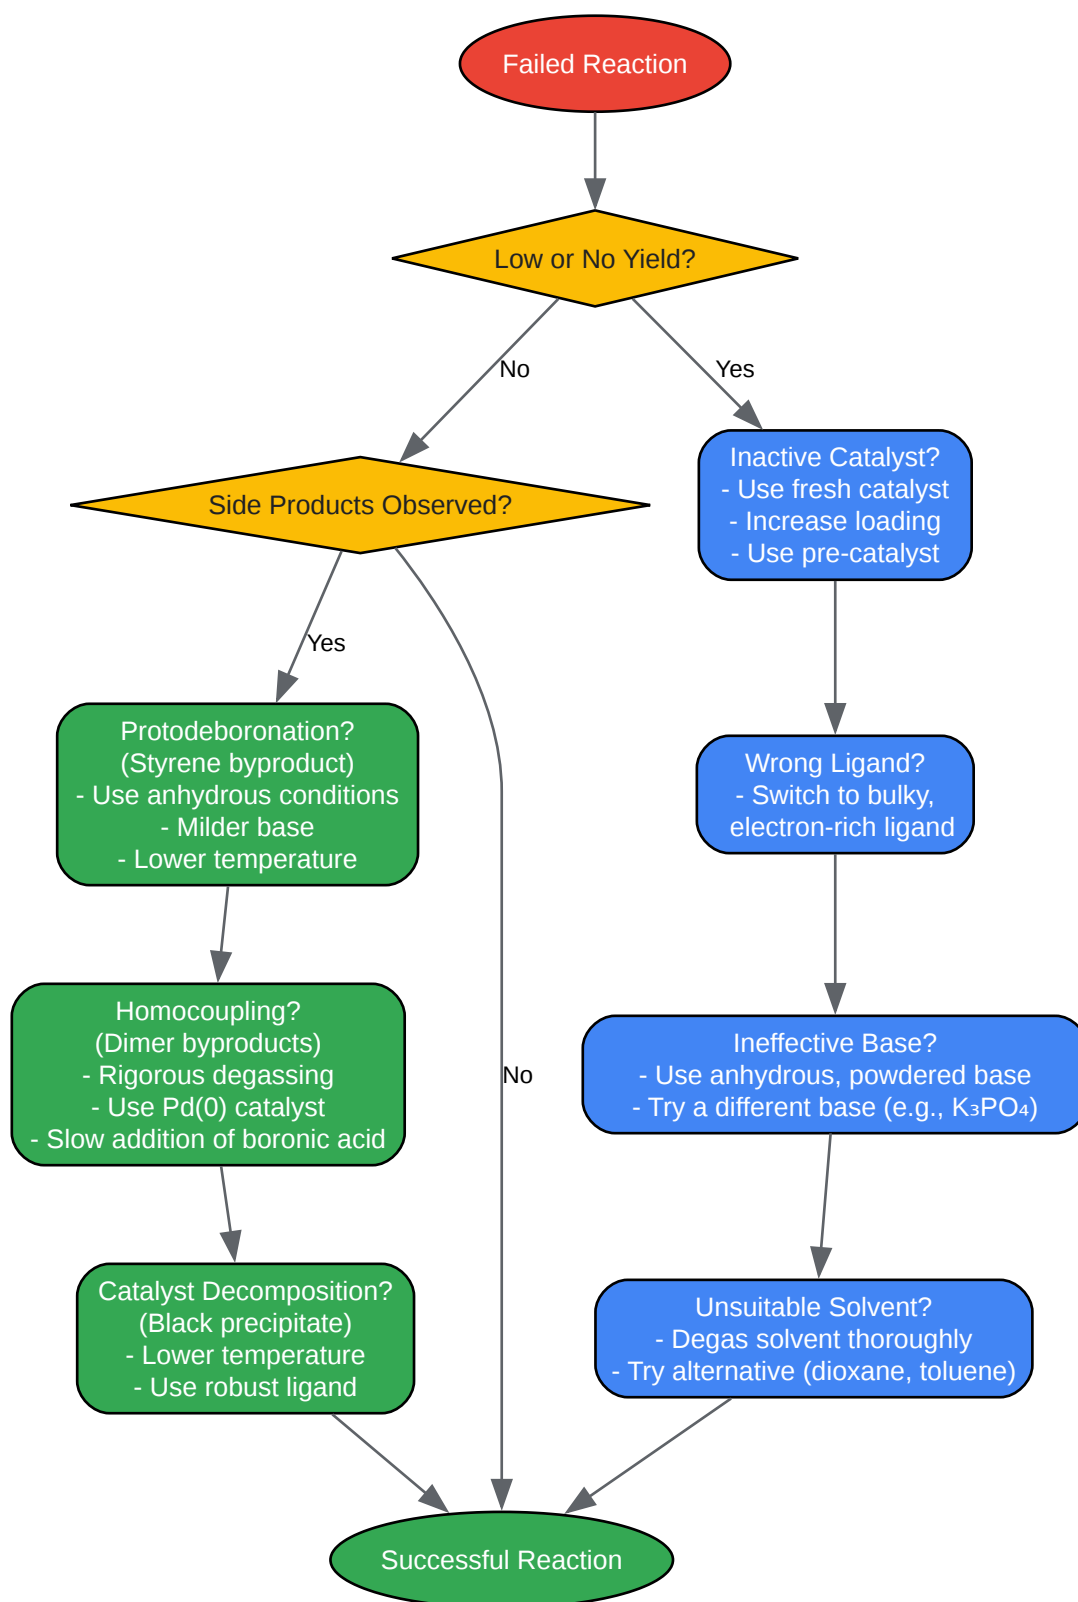 Failed Reaction
Low or No Yield?
No
Yes
Side Products Observed?
Inactive Catalyst?
- Use fresh catalyst
- Increase loading
- Use pre-catalyst
Yes
Protodeboronation?
(Styrene byproduct)
- Use anhydrous conditions
- Milder base
- Lower temperature
Wrong Ligand?
- Switch to bulky,
electron-rich ligand
Homocoupling?
(Dimer byproducts)
- Rigorous degassing
- Use Pd(0) catalyst
- Slow addition of boronic acid
No
Ineffective Base?
- Use anhydrous, powdered base
- Try a different base (e.g., K₃PO₄)
Catalyst Decomposition?
(Black precipitate)
- Lower temperature
- Use robust ligand
Unsuitable Solvent?
- Degas solvent thoroughly
- Try alternative (dioxane, toluene)
Successful Reaction